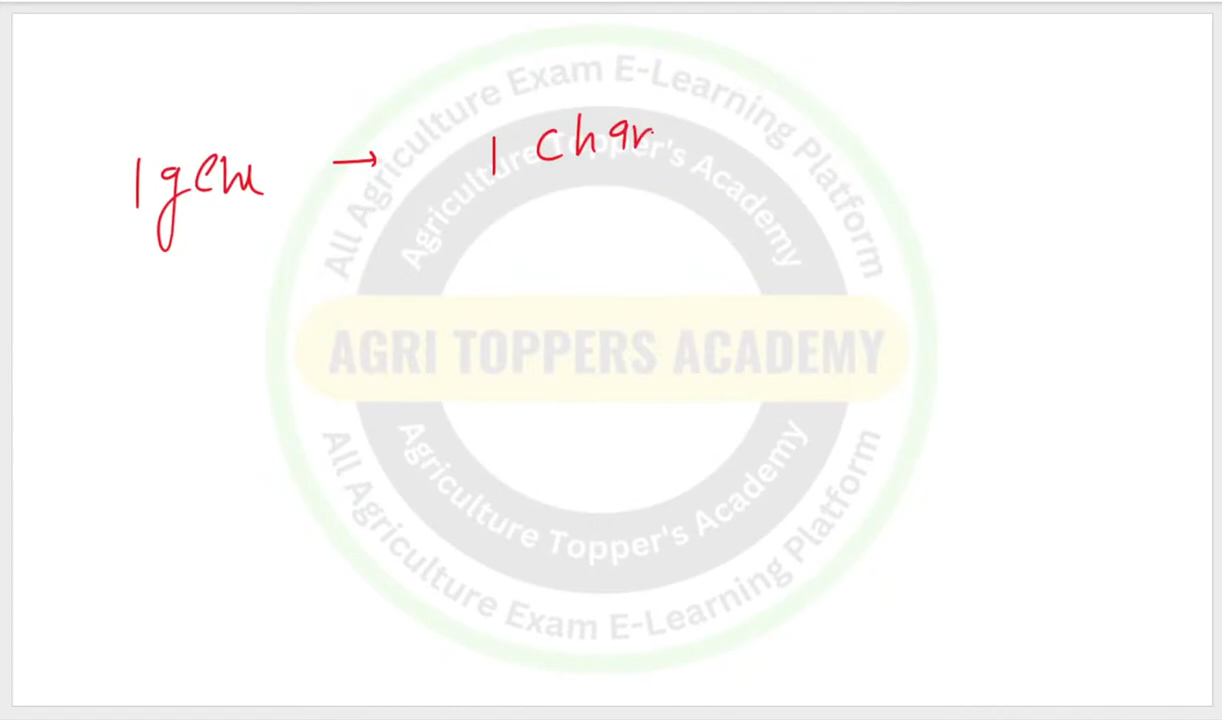 1 gene → 1 char
All Agriculture Exam E-Learning Platform
Agriculture Topper's Academy
AGRI TOPPERS ACADEMY
Agriculture Topper's Academy
All Agriculture Exam E-Learning Platform